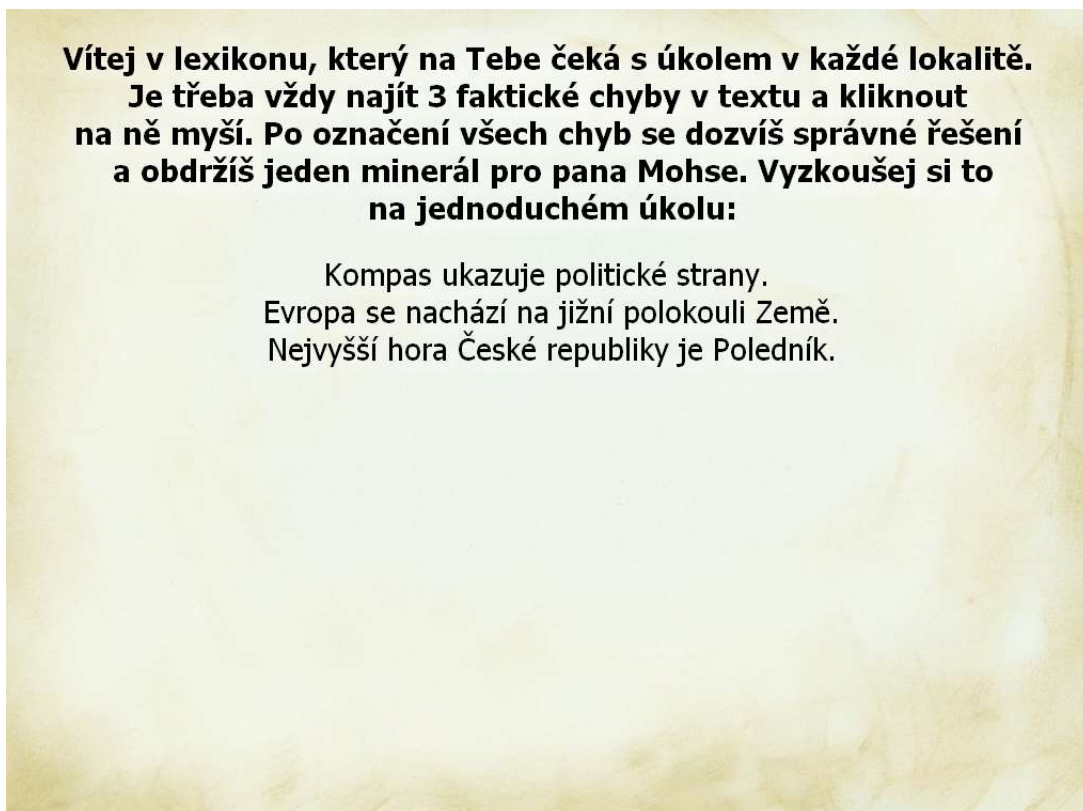 Vítej v lexikonu, který na Tebe čeká s úkolem v každé lokalitě.
Je třeba vždy najít 3 faktické chyby v textu a kliknout
na ně myší. Po označení všech chyb se dozvíš správné řešení
a obdržíš jeden minerál pro pana Mohse. Vyzkoušej si to
na jednoduchém úkolu:
Kompas ukazuje politické strany.
Evropa se nachází na jižní polokouli Země.
Nejvyšší hora České republiky je Poledník.